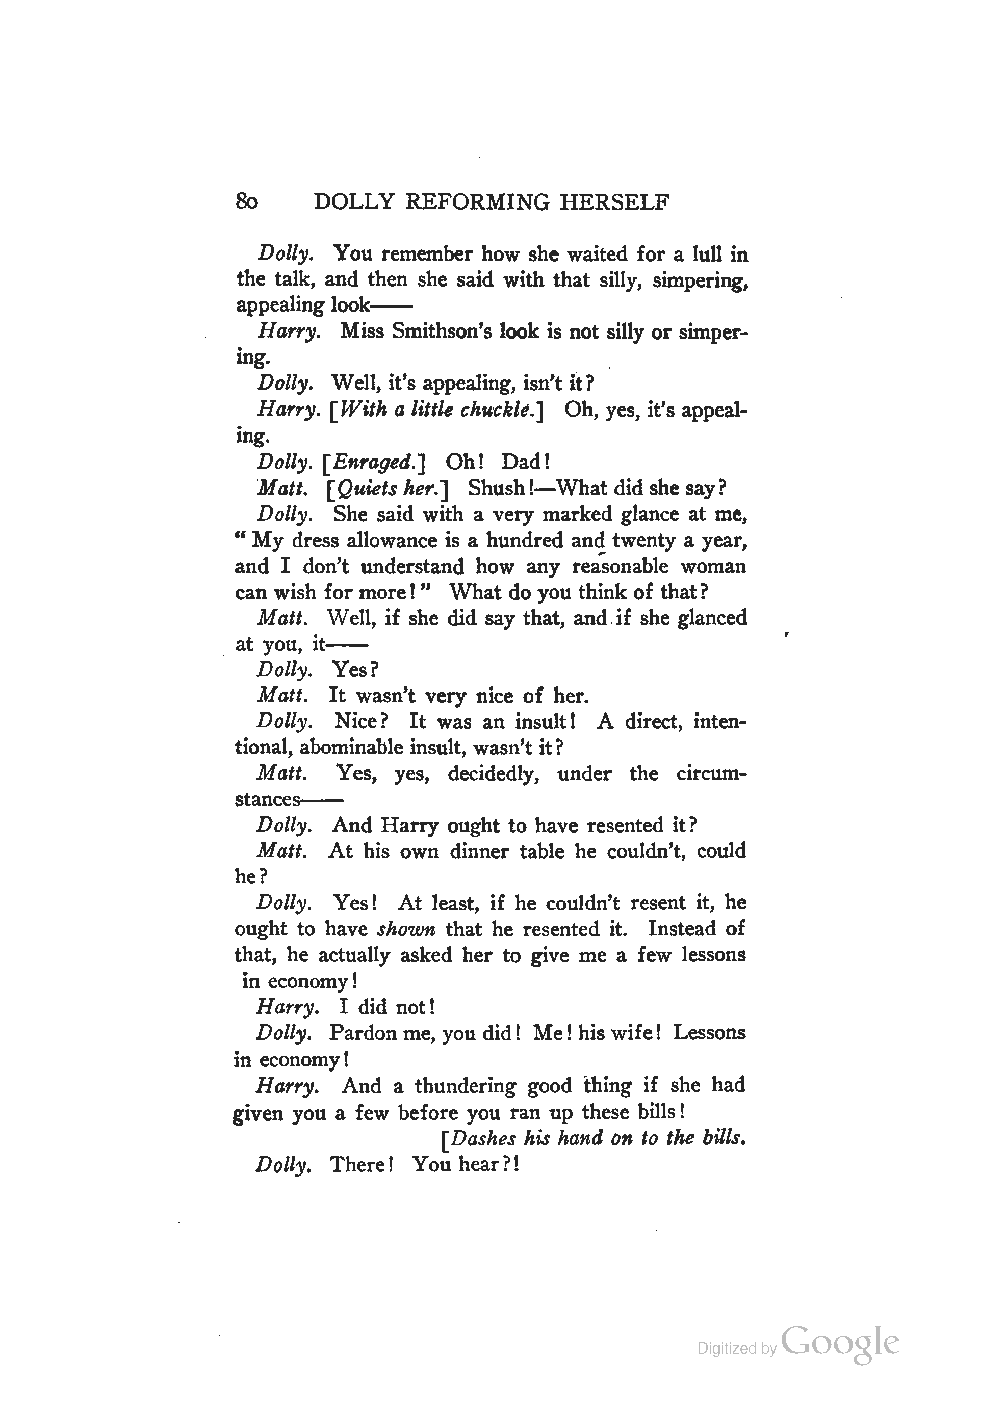 80 DOLLY REFORMING HERSELF
Dolly. You remember how she waited for a lull in
the talk, and then she said with that silly, simpering,
appealing look——
Harry. Miss Smithson's look is not silly or simper-
ing.
Dolly. Well, it's appealing, isn't it?
Harry. [With a little chuckle.] Oh, yes, it's appeal-
ing.
Dolly. [Enraged.] Oh! Dad!
Matt. [Quiets her.] Shush!—What did she say?
Dolly. She said with a very marked glance at me,
"My dress allowance is a hundred and twenty a year,
and I don't understand how any reasonable woman
can wish for more!" What do you think of that?
Matt. Well, if she did say that, and if she glanced
at you, it——
Dolly. Yes?
Matt. It wasn't very nice of her.
Dolly. Nice? It was an insult! A direct, inten-
tional, abominable insult, wasn't it?
Matt. Yes, yes, decidedly, under the circum-
stances——
Dolly. And Harry ought to have resented it?
Matt. At his own dinner table he couldn't, could
he?
Dolly. Yes! At least, if he couldn't resent it, he
ought to have shown that he resented it. Instead of
that, he actually asked her to give me a few lessons
in economy!
Harry. I did not!
Dolly. Pardon me, you did! Me! his wife! Lessons
in economy!
Harry. And a thundering good thing if she had
given you a few before you ran up these bills!
[Dashes his hand on to the bills.
Dolly. There! You hear?!
Digitized by Google